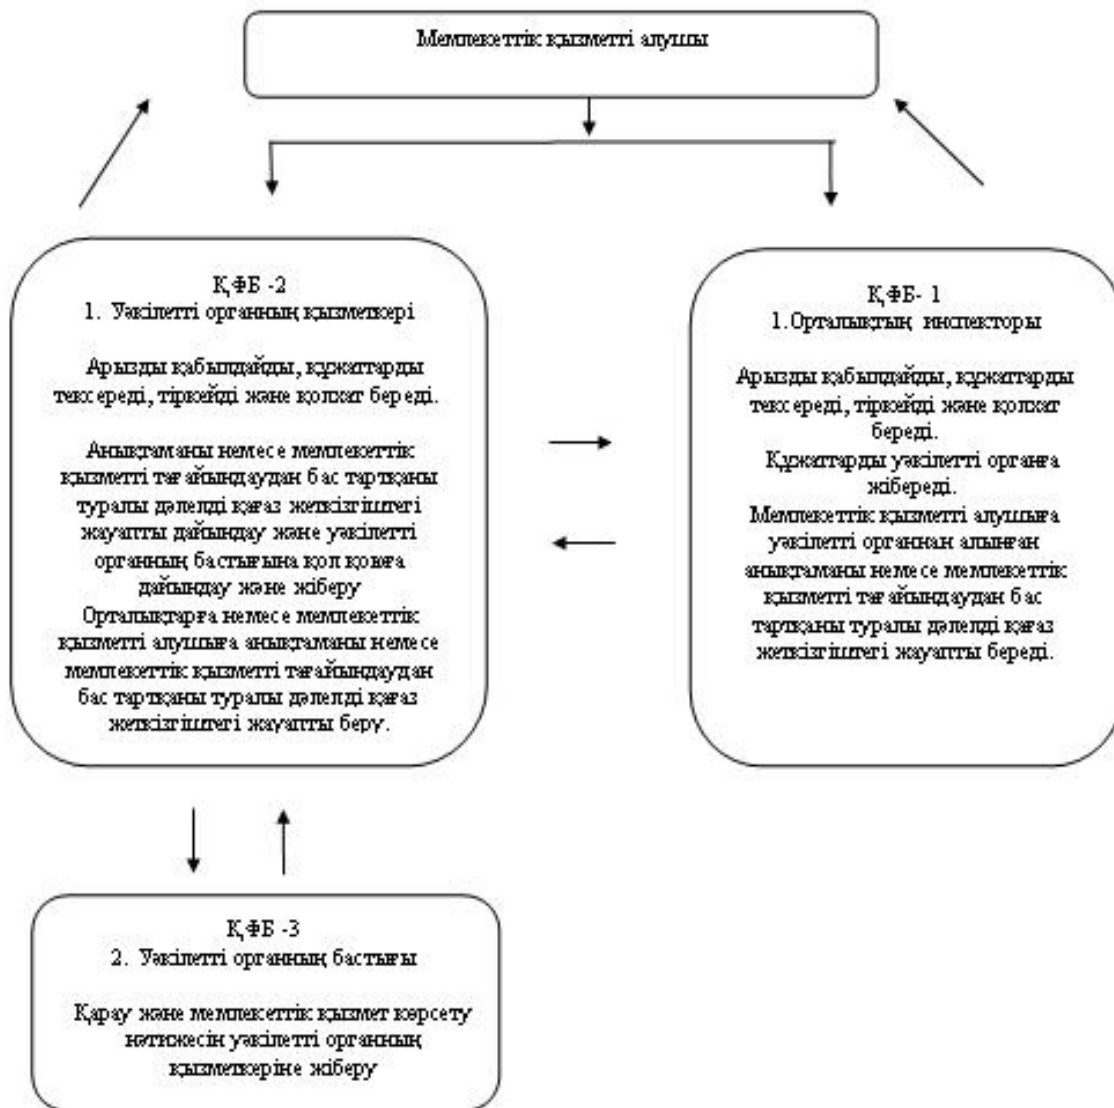 Мемлекеттік қызметті алушы
ҚФБ -2
1. Уәкілетті органның қызметкері
Арызды қабылдайды, құжаттарды
тексереді, тіркейді және қолхат береді.
Анықтаманы немесе мемлекеттік
қызметті тағайындаудан бас тартқаны
туралы дәлелді қағаз жеткізгіштегі
жауапты дайындау және уәкілетті
органның бастығына қол қоюға
дайындау және жіберу
Орталықтарға немесе мемлекеттік
қызметті алушыға анықтаманы немесе
мемлекеттік қызметті тағайындаудан
бас тартқаны туралы дәлелді қағаз
жеткізгіштегі жауапты беру.
ҚФБ- 1
1.Орталықтың инспекторы
Арызды қабылдайды, құжаттарды
тексереді, тіркейді және қолхат
береді.
Құжаттарды уәкілетті органға
жібереді.
Мемлекеттік қызметті алушыға
уәкілетті органнан алынған
анықтаманы немесе мемлекеттік
қызметті тағайындаудан бас
тартқаны туралы дәлелді қағаз
жеткізгіштегі жауапты береді.
ҚФБ -3
2. Уәкілетті органның бастығы
Қарау және мемлекеттік қызмет көрсету
нәтижесін уәкілетті органның
қызметкеріне жіберу